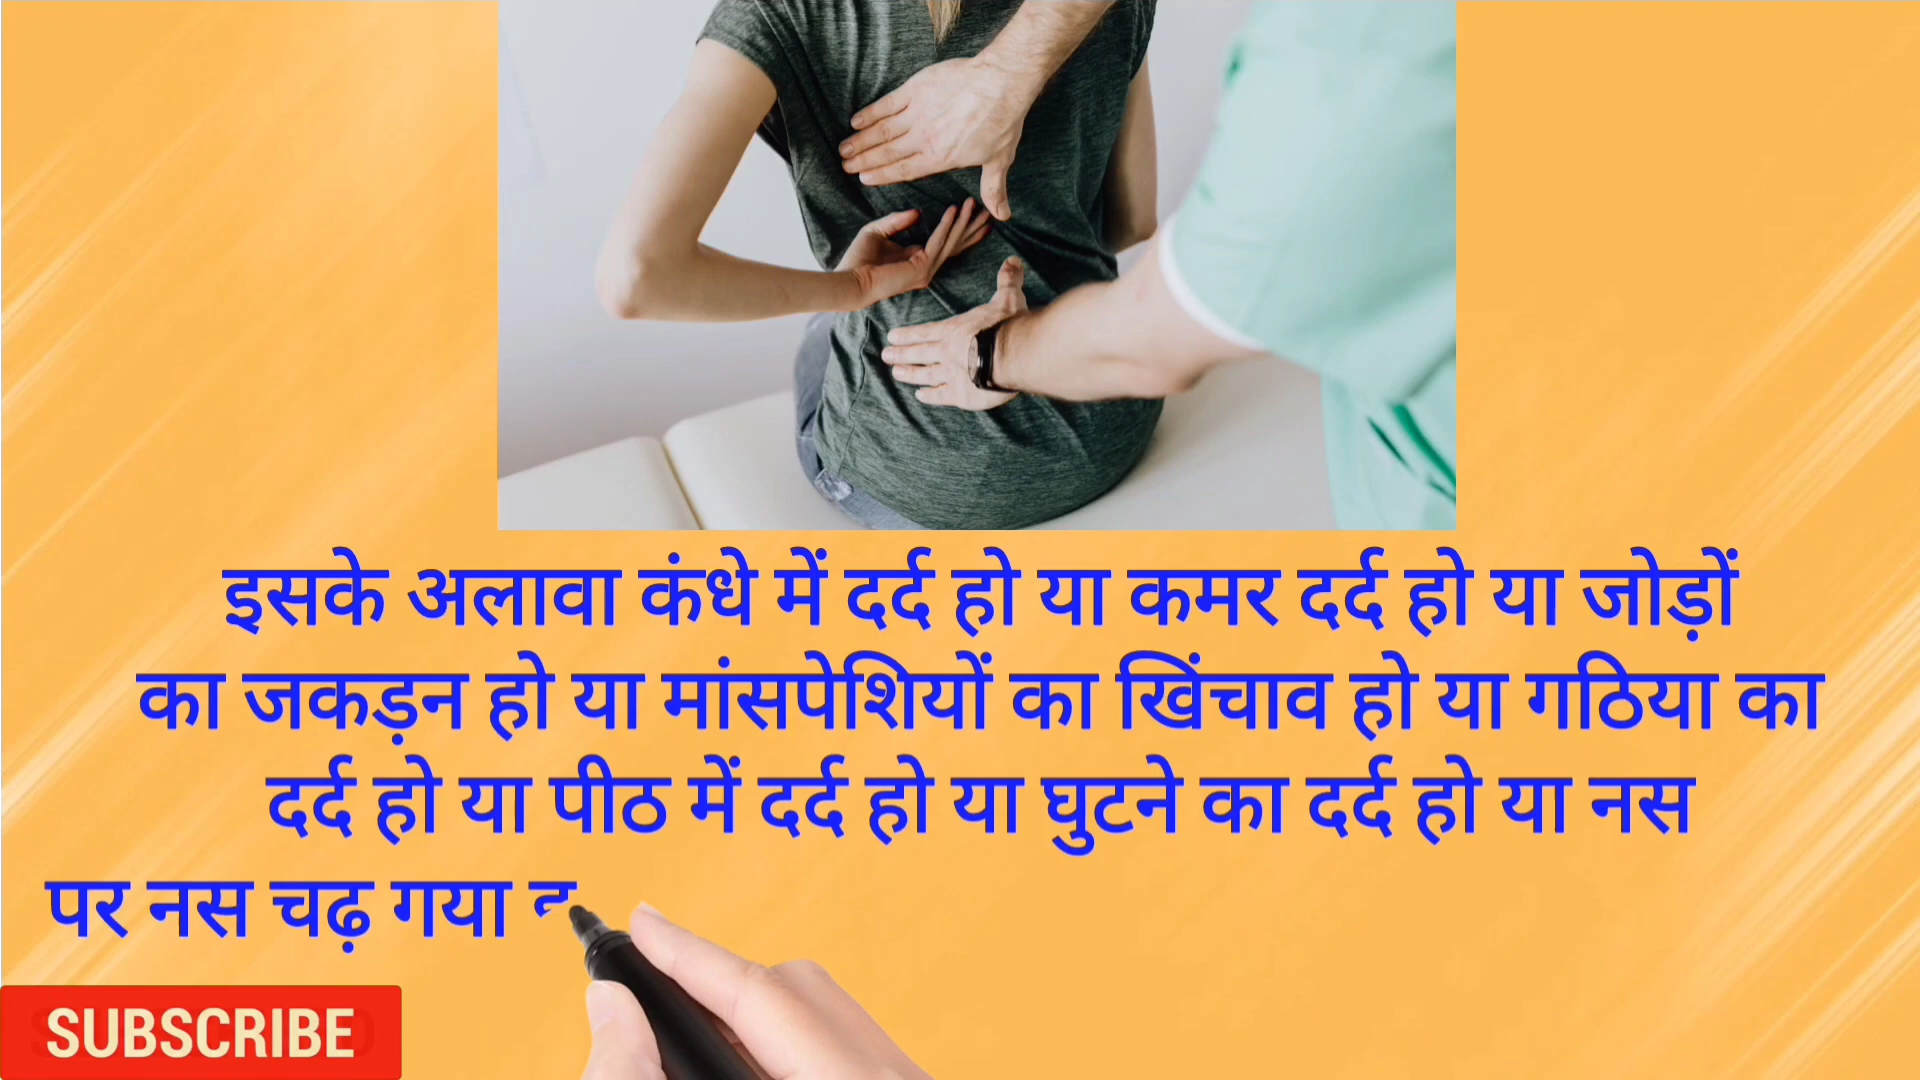 इसके अलावा कंधे में दर्द हो या कमर दर्द हो या जोड़ों
का जकड़न हो या मांसपेशियों का खिंचाव हो या गठिया का
दर्द हो या पीठ में दर्द हो या घुटने का दर्द हो या नस
पर नस चढ़ गया
SUBSCRIBE